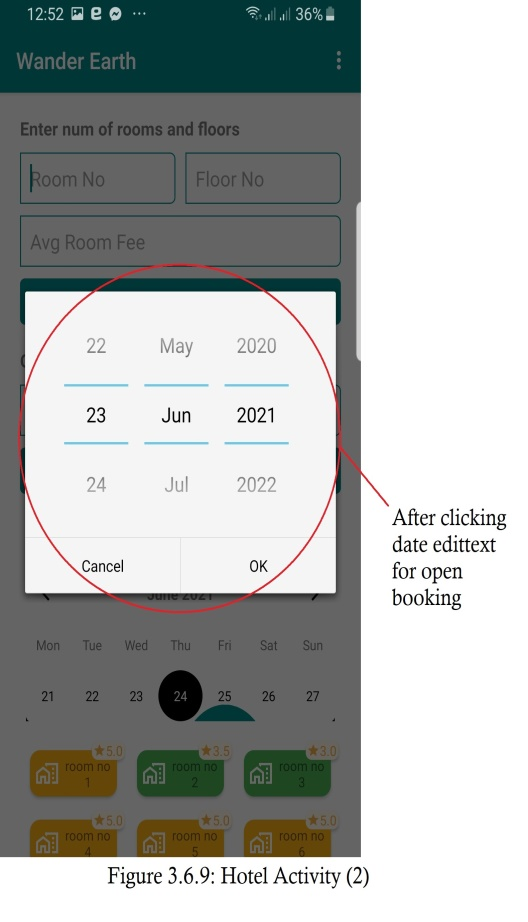 12:52 ... 36%
Wander Earth
Enter num of rooms and floors
Room No Floor No
Avg Room Fee
22 May 2020
23 Jun 2021
24 Jul 2022
Cancel OK
After clicking
date edittext
for open
booking
June 2021
Mon Tue Wed Thu Fri Sat Sun
21 22 23 24 25 26 27
5.0 3.5 3.0
room no room no room no
1 2 3
5.0 5.0 5.0
room no room no room no
4 5 6
Figure 3.6.9: Hotel Activity (2)